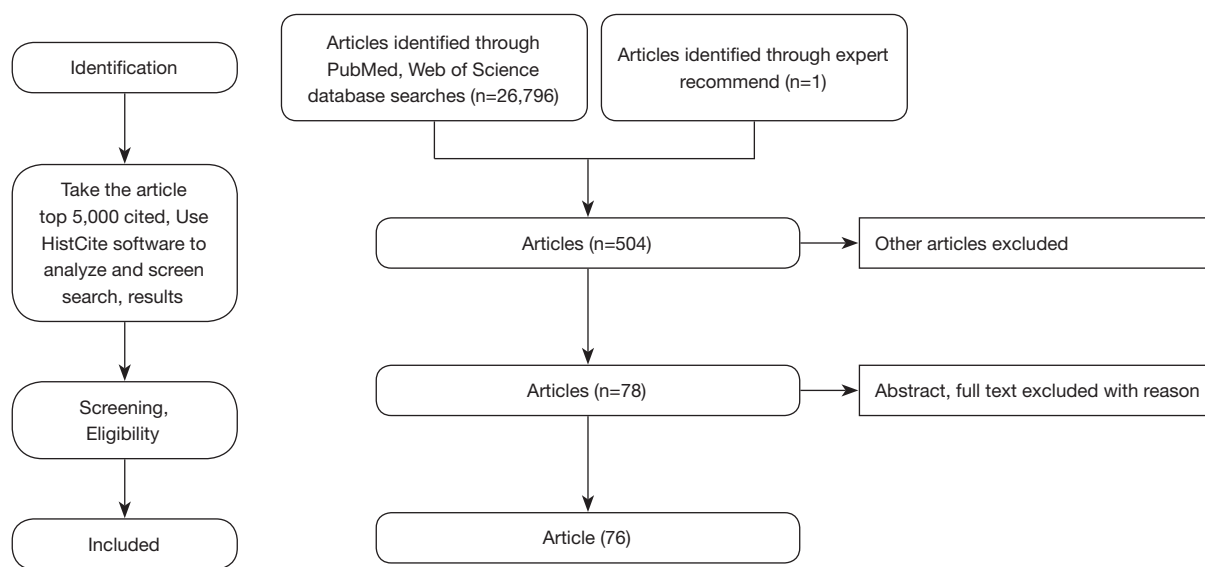 Identification
Take the article
top 5,000 cited, Use
HistCite software to
analyze and screen
search, results
Screening,
Eligibility
Included
Articles identified through
PubMed, Web of Science
database searches (n=26,796)
Articles identified through expert
recommend (n=1)
Articles (n=504)
Other articles excluded
Articles (n=78)
Abstract, full text excluded with reason
Article (76)